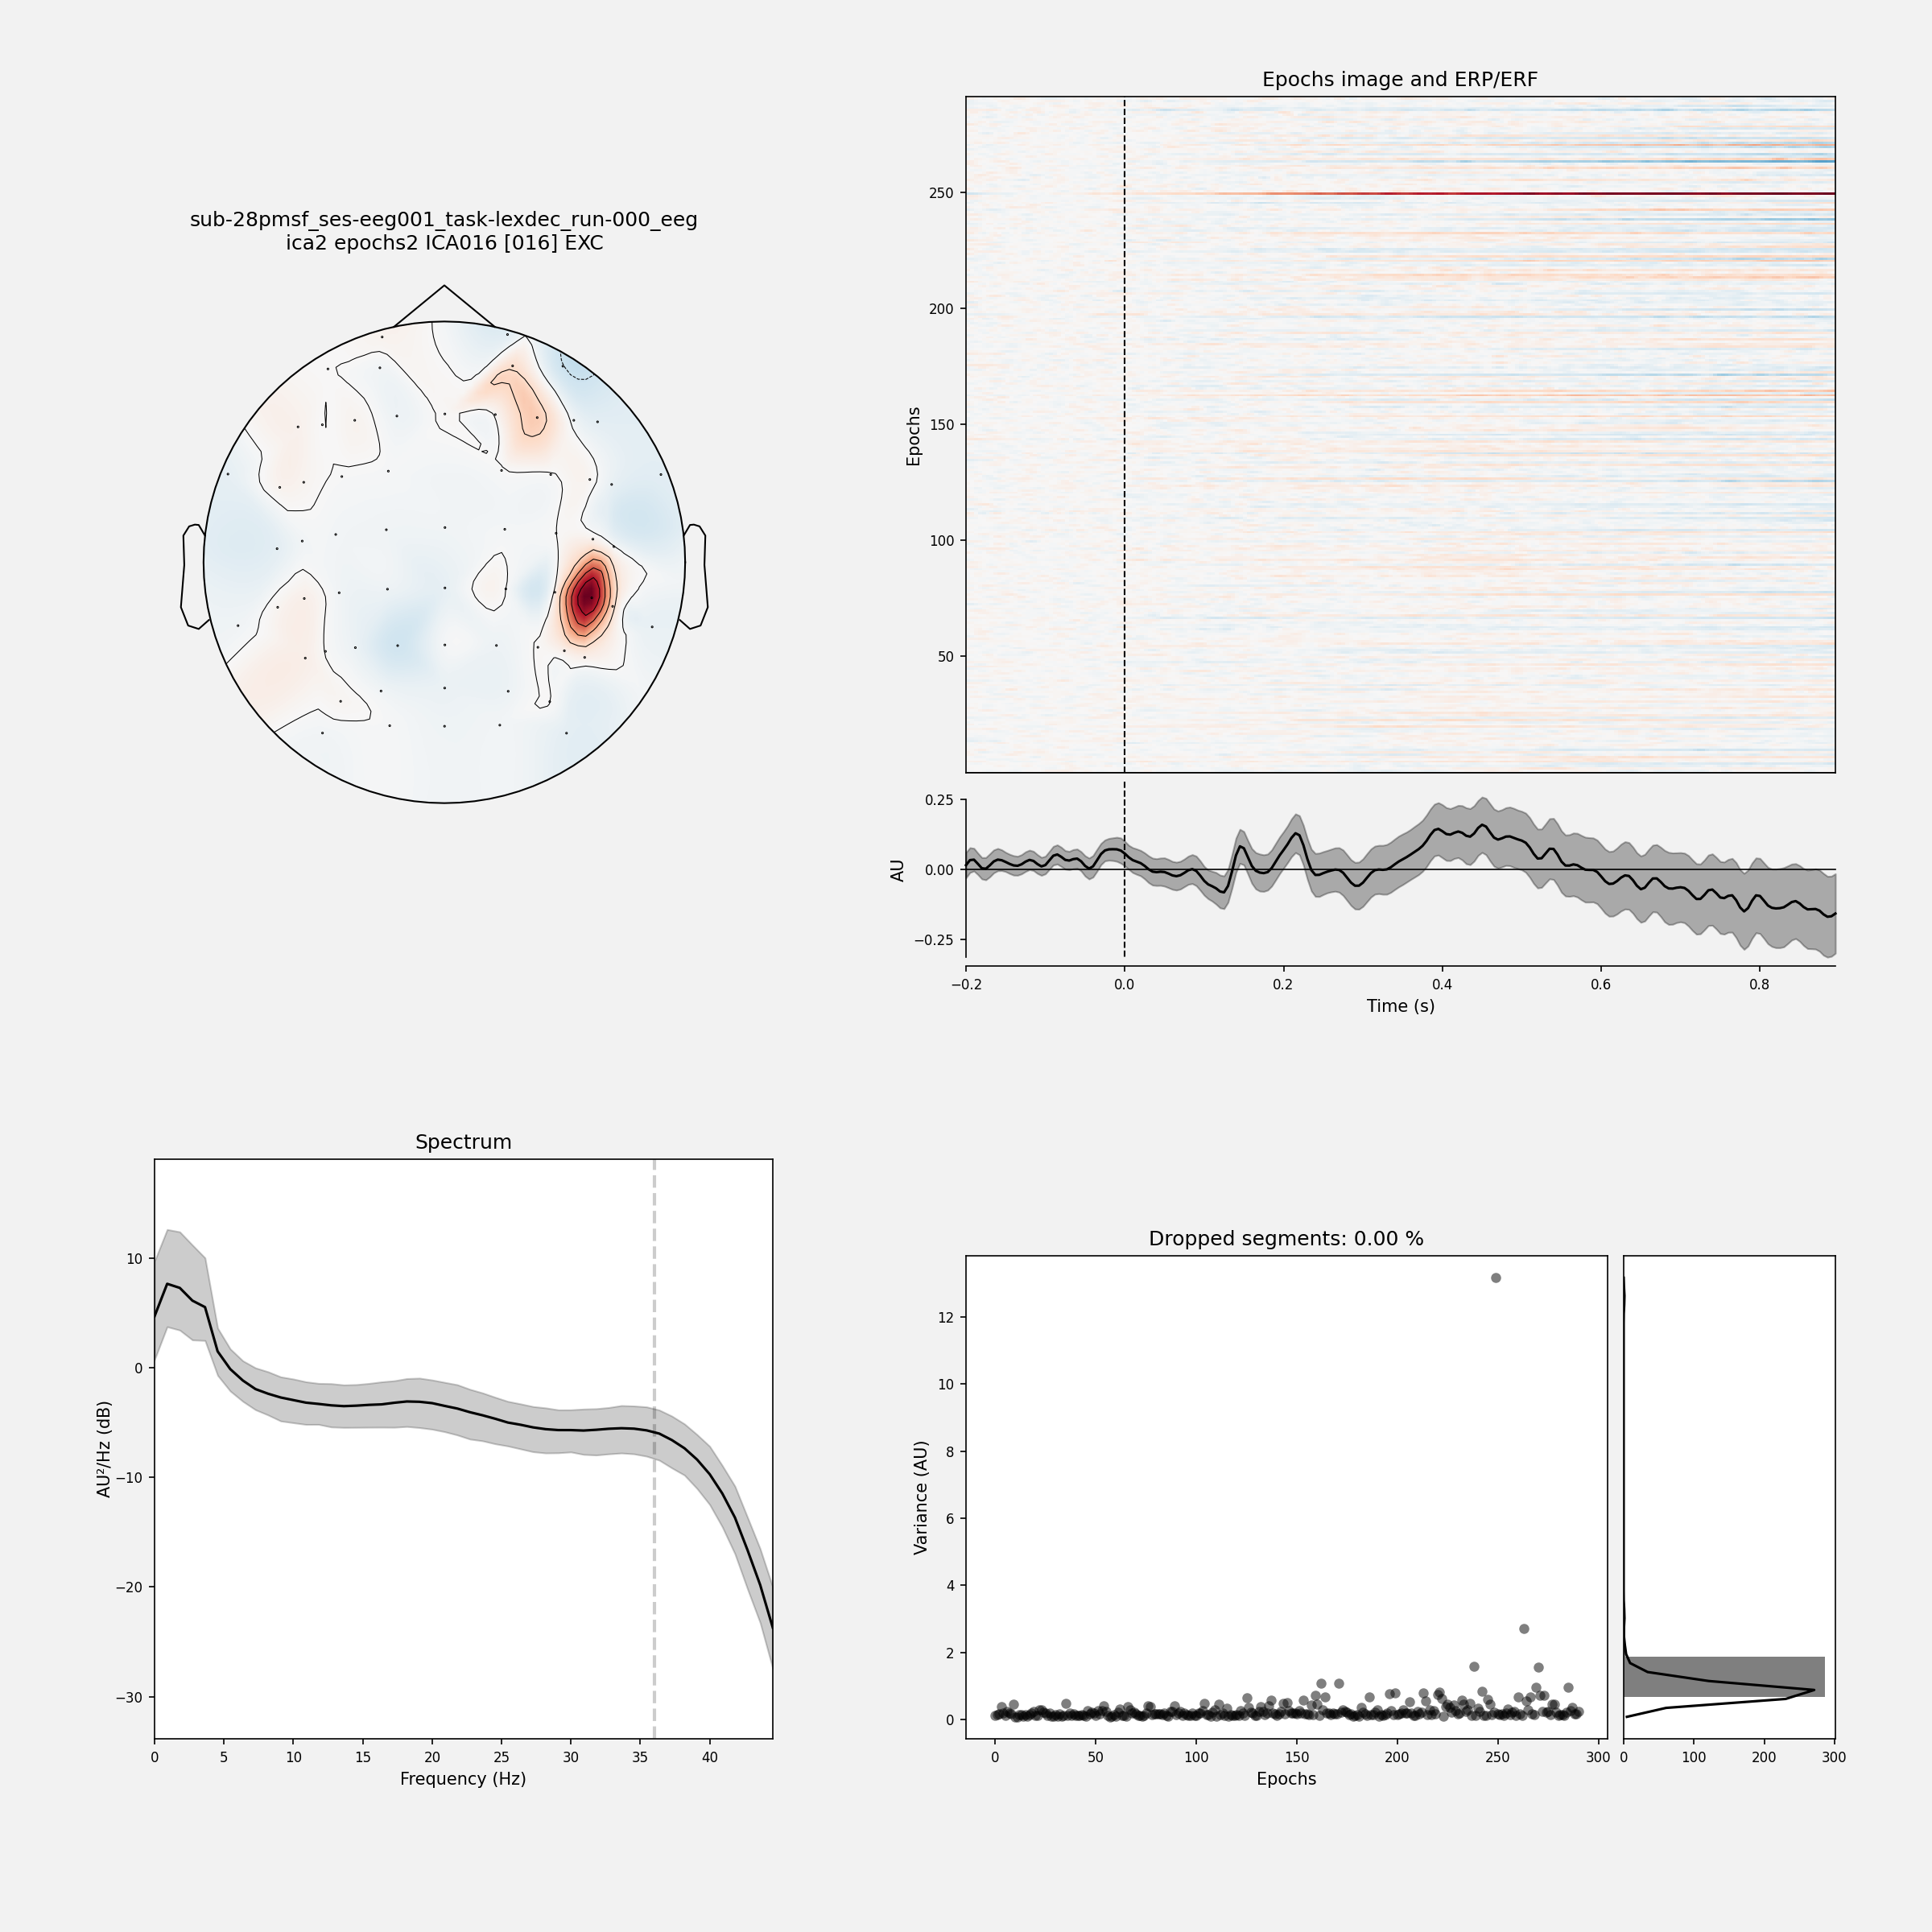 sub-28pmsf_ses-eeg001_task-lexdec_run-000_eeg
ica2 epochs2 ICA016 [016] EXC
Epochs image and ERP/ERF
250
200
150
100
50
Epochs
0.25
0.00
−0.25
AU
−0.2 0.0 0.2 0.4 0.6 0.8
Time (s)
Spectrum
10
0
−10
−20
−30
AU²/Hz (dB)
0 5 10 15 20 25 30 35 40
Frequency (Hz)
Dropped segments: 0.00 %
12
10
8
6
4
2
0
Variance (AU)
0 50 100 150 200 250 300
Epochs
0 100 200 300